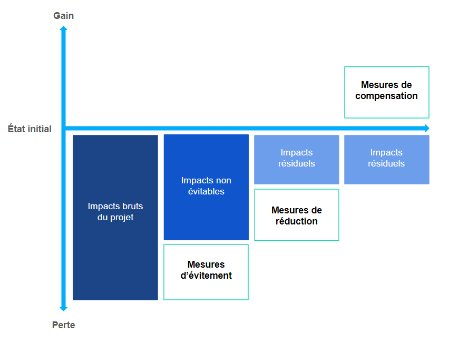 Gain
Mesures de
compensation
État initial
Impacts bruts
du projet
Impacts non
évitables
Impacts
résiduels
Impacts
résiduels
Mesures de
réduction
Mesures
d'évitement
Perte